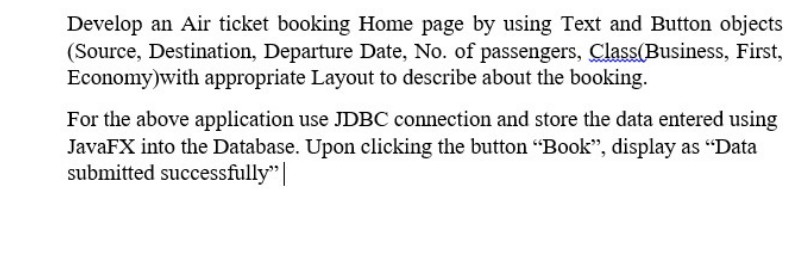 Develop an Air ticket booking Home page by using Text and Button objects
(Source, Destination, Departure Date, No. of passengers, Class(Business, First,
Economy)with appropriate Layout to describe about the booking.
For the above application use JDBC connection and store the data entered using
JavaFX into the Database. Upon clicking the button “Book”, display as “Data
submitted successfully”